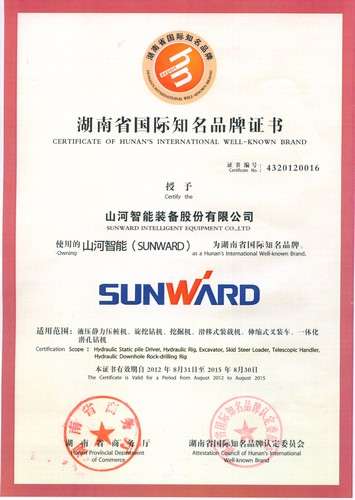 湖南省国际知名品牌
湖南省国际知名品牌证书
CERTIFICATE OF HUNAN'S INTERNATIONAL WELL-KNOWN BRAND
证书编号:
Certificate No.: 4320120016
授予
Certify the
山河智能装备股份有限公司
SUNWARD INTELLIGENT EQUIPMENT CO.,LTD
使用的 山河智能(SUNWARD) 为湖南省国际知名品牌。
Owning as a Hunan's International Well-known Brand.
SUNWARD
适用范围: 液压静力压桩机、旋挖钻机、挖掘机、滑移式装载机、伸缩式叉装车、一体化
潜孔钻机
Certification Scope: Hydraulic Static pile Driver, Hydraulic Rig, Excavator, Skid Steer Loader, Telescopic Handler,
Hydraulic Downhole Rock-drilling Rig
本证书有效期自 2012 年 8月31日至 2015 年 8月30日
The Certificate is Valid for a Period from August 2012 to August 2015
湖南省商务厅
Hunan Provincial Department
of Commerce
湖南省国际知名品牌认定委员会
Attestation Council of Hunan's International
Well-known Brand